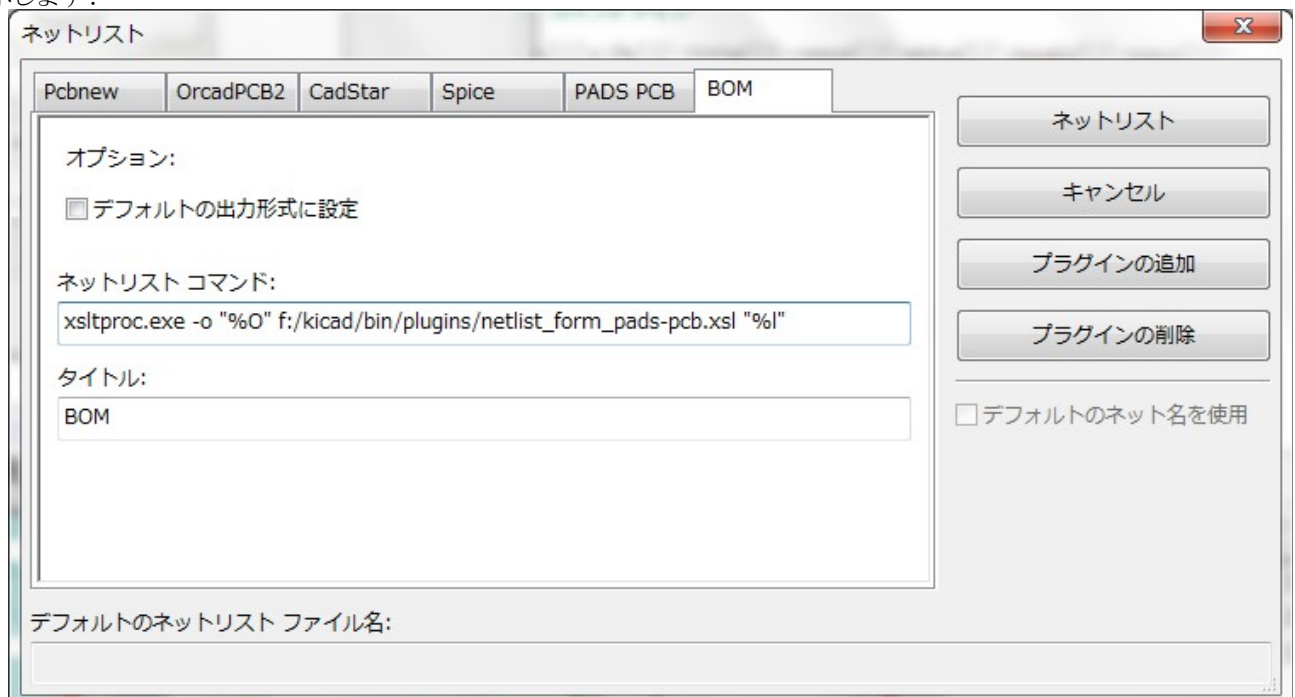 します:
ネットリスト
Pcbnew OrcadPCB2 CadStar Spice PADS PCB BOM
オプション:
デフォルトの出力形式に設定
ネットリスト コマンド:
xsltproc.exe -o "%O" f:/kicad/bin/plugins/netlist_form_pads-pcb.xsl "%I"
タイトル:
BOM
ネットリスト
キャンセル
プラグインの追加
プラグインの削除
デフォルトのネット名を使用
デフォルトのネットリスト ファイル名: